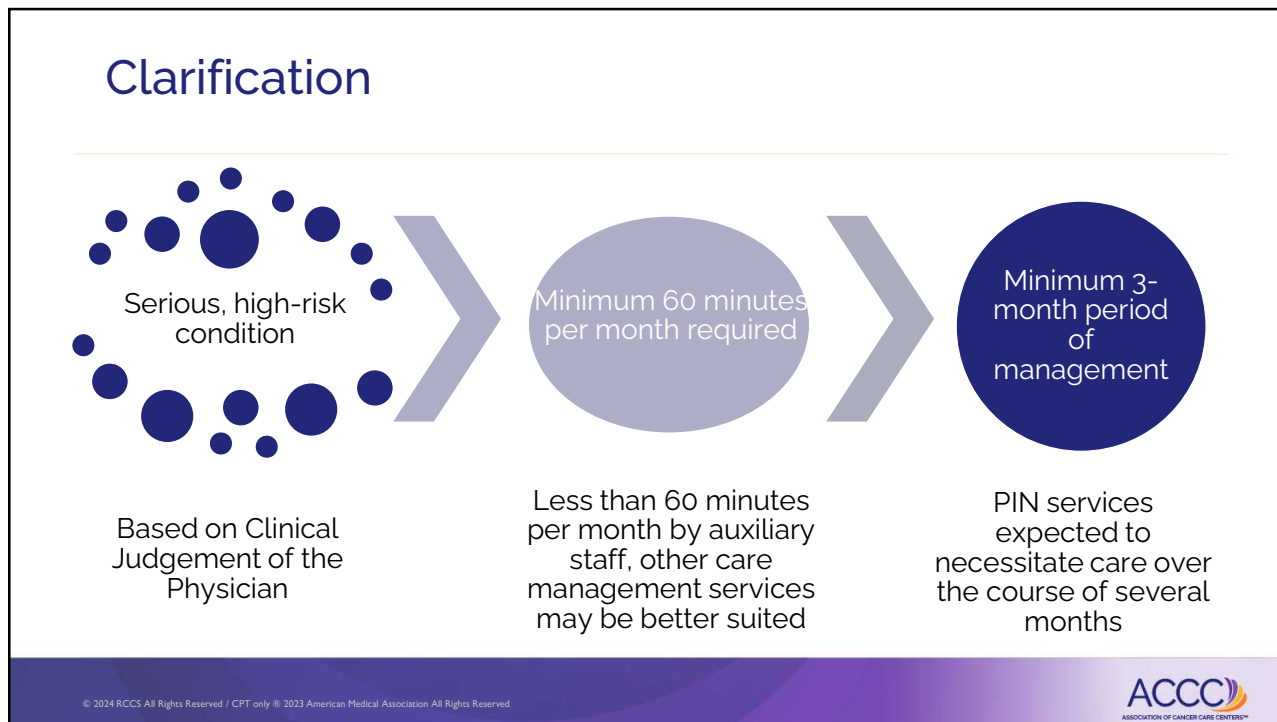 Clarification
Serious, high-risk
condition
Minimum 60 minutes
per month required
Minimum 3-
month period
of
management
Based on Clinical
Judgement of the
Physician
Less than 60 minutes
per month by auxiliary
staff, other care
management services
may be better suited
PIN services
expected to
necessitate care over
the course of several
months
© 2024 RCCS All Rights Reserved / CPT only ® 2023 American Medical Association All Rights Reserved
ACCC
ASSOCIATION OF CANCER CARE CENTERS™